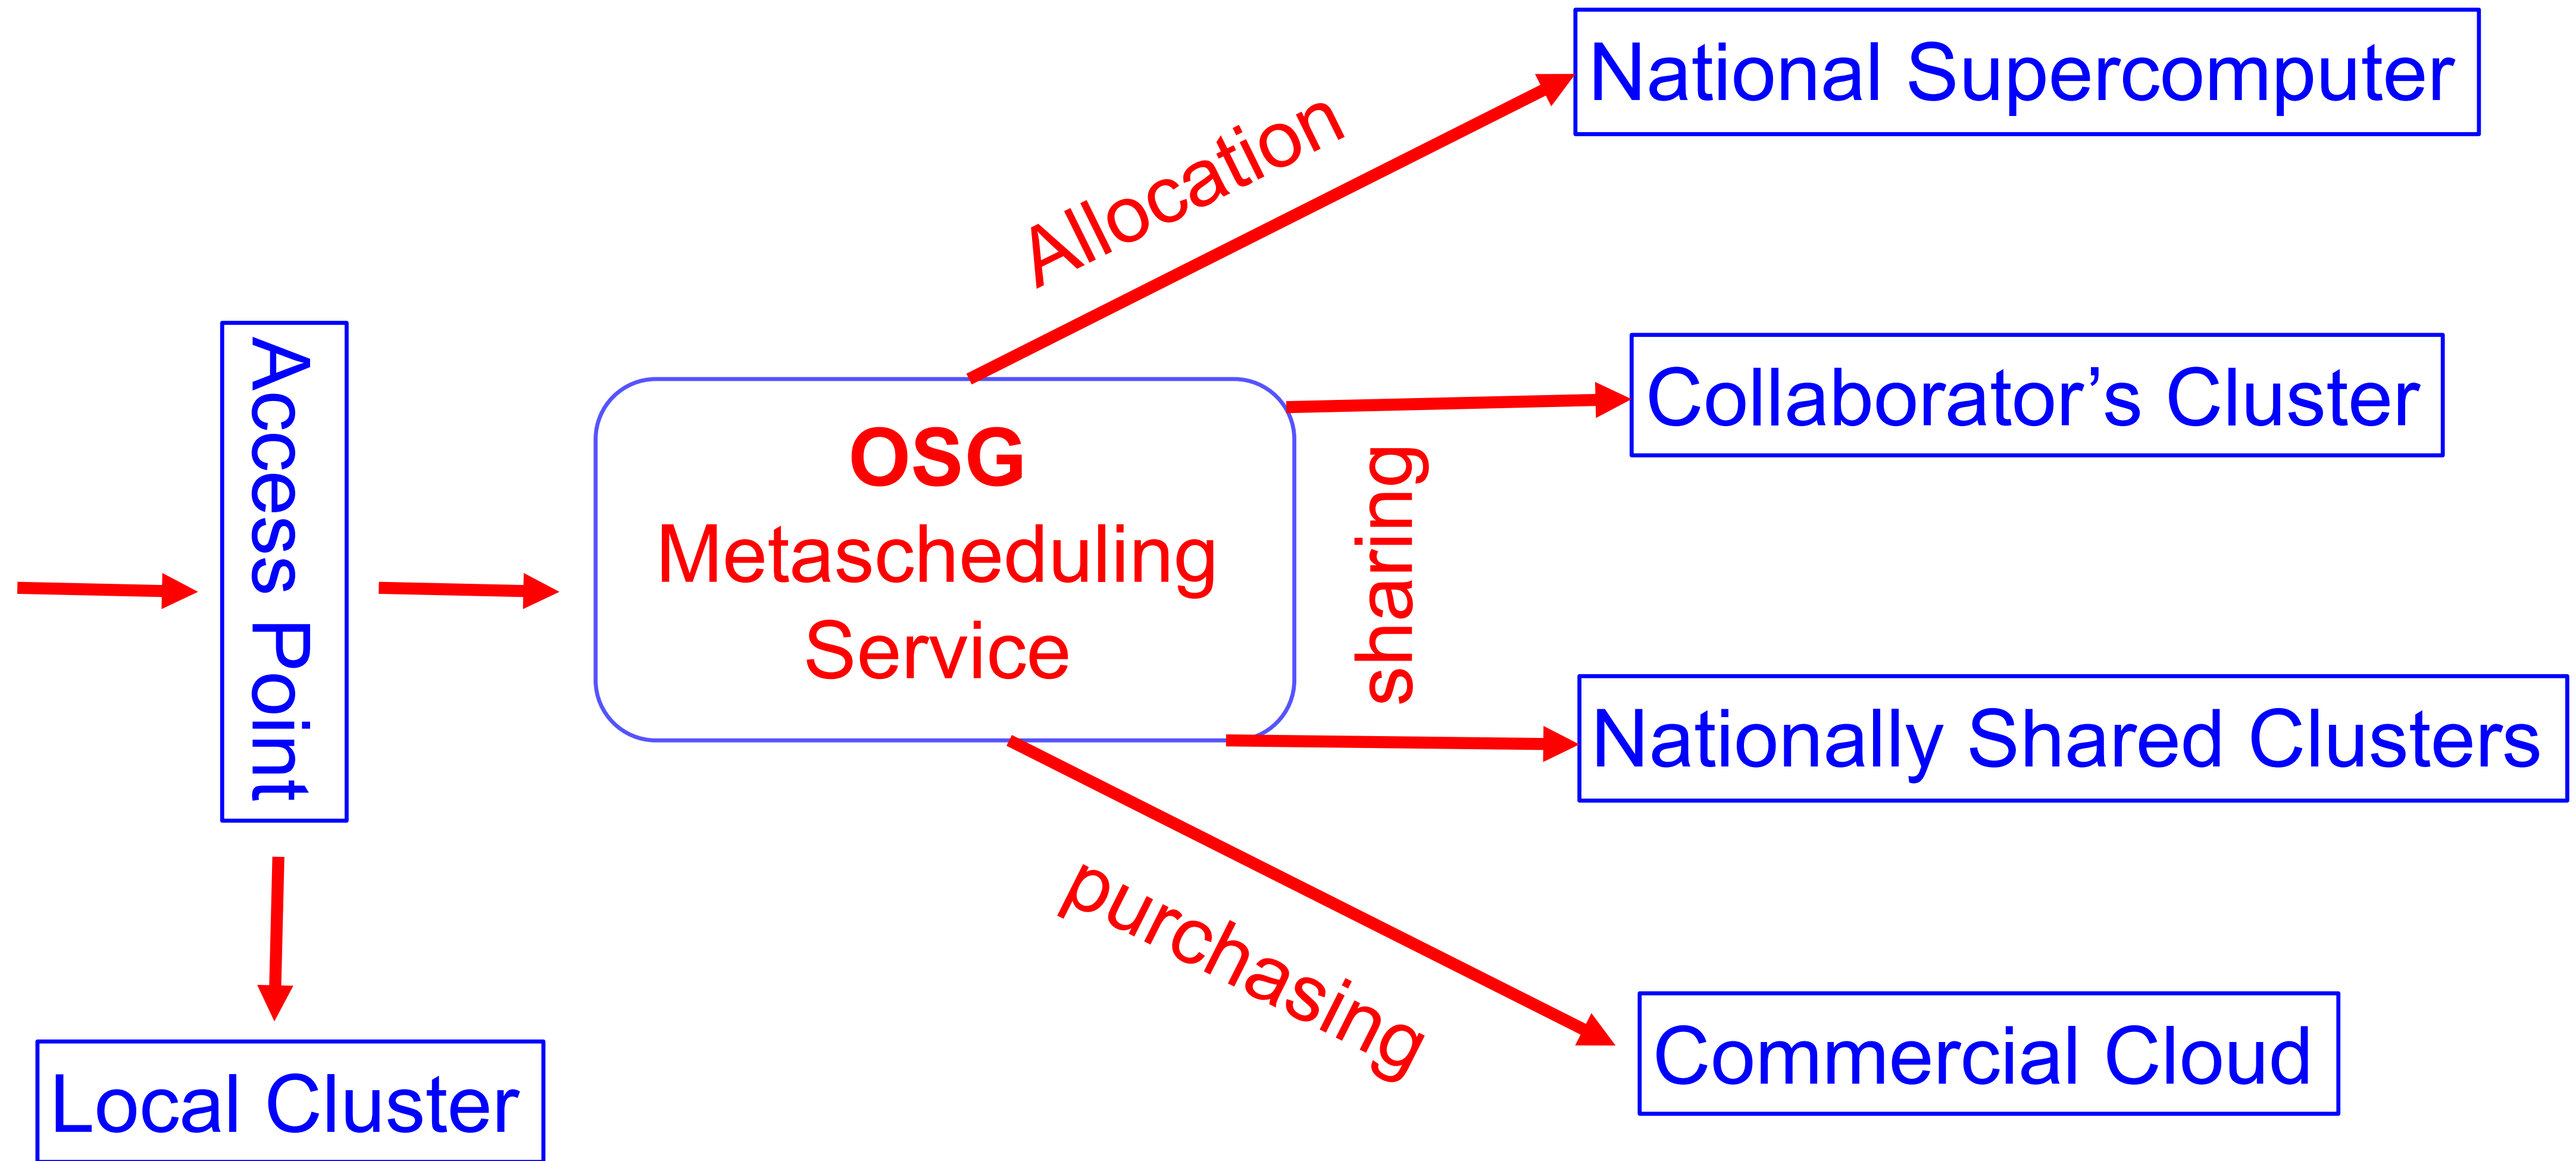 National Supercomputer
Allocation
Access Point
Collaborator’s Cluster
OSG
Metascheduling
Service
sharing
Nationally Shared Clusters
purchasing
Commercial Cloud
Local Cluster